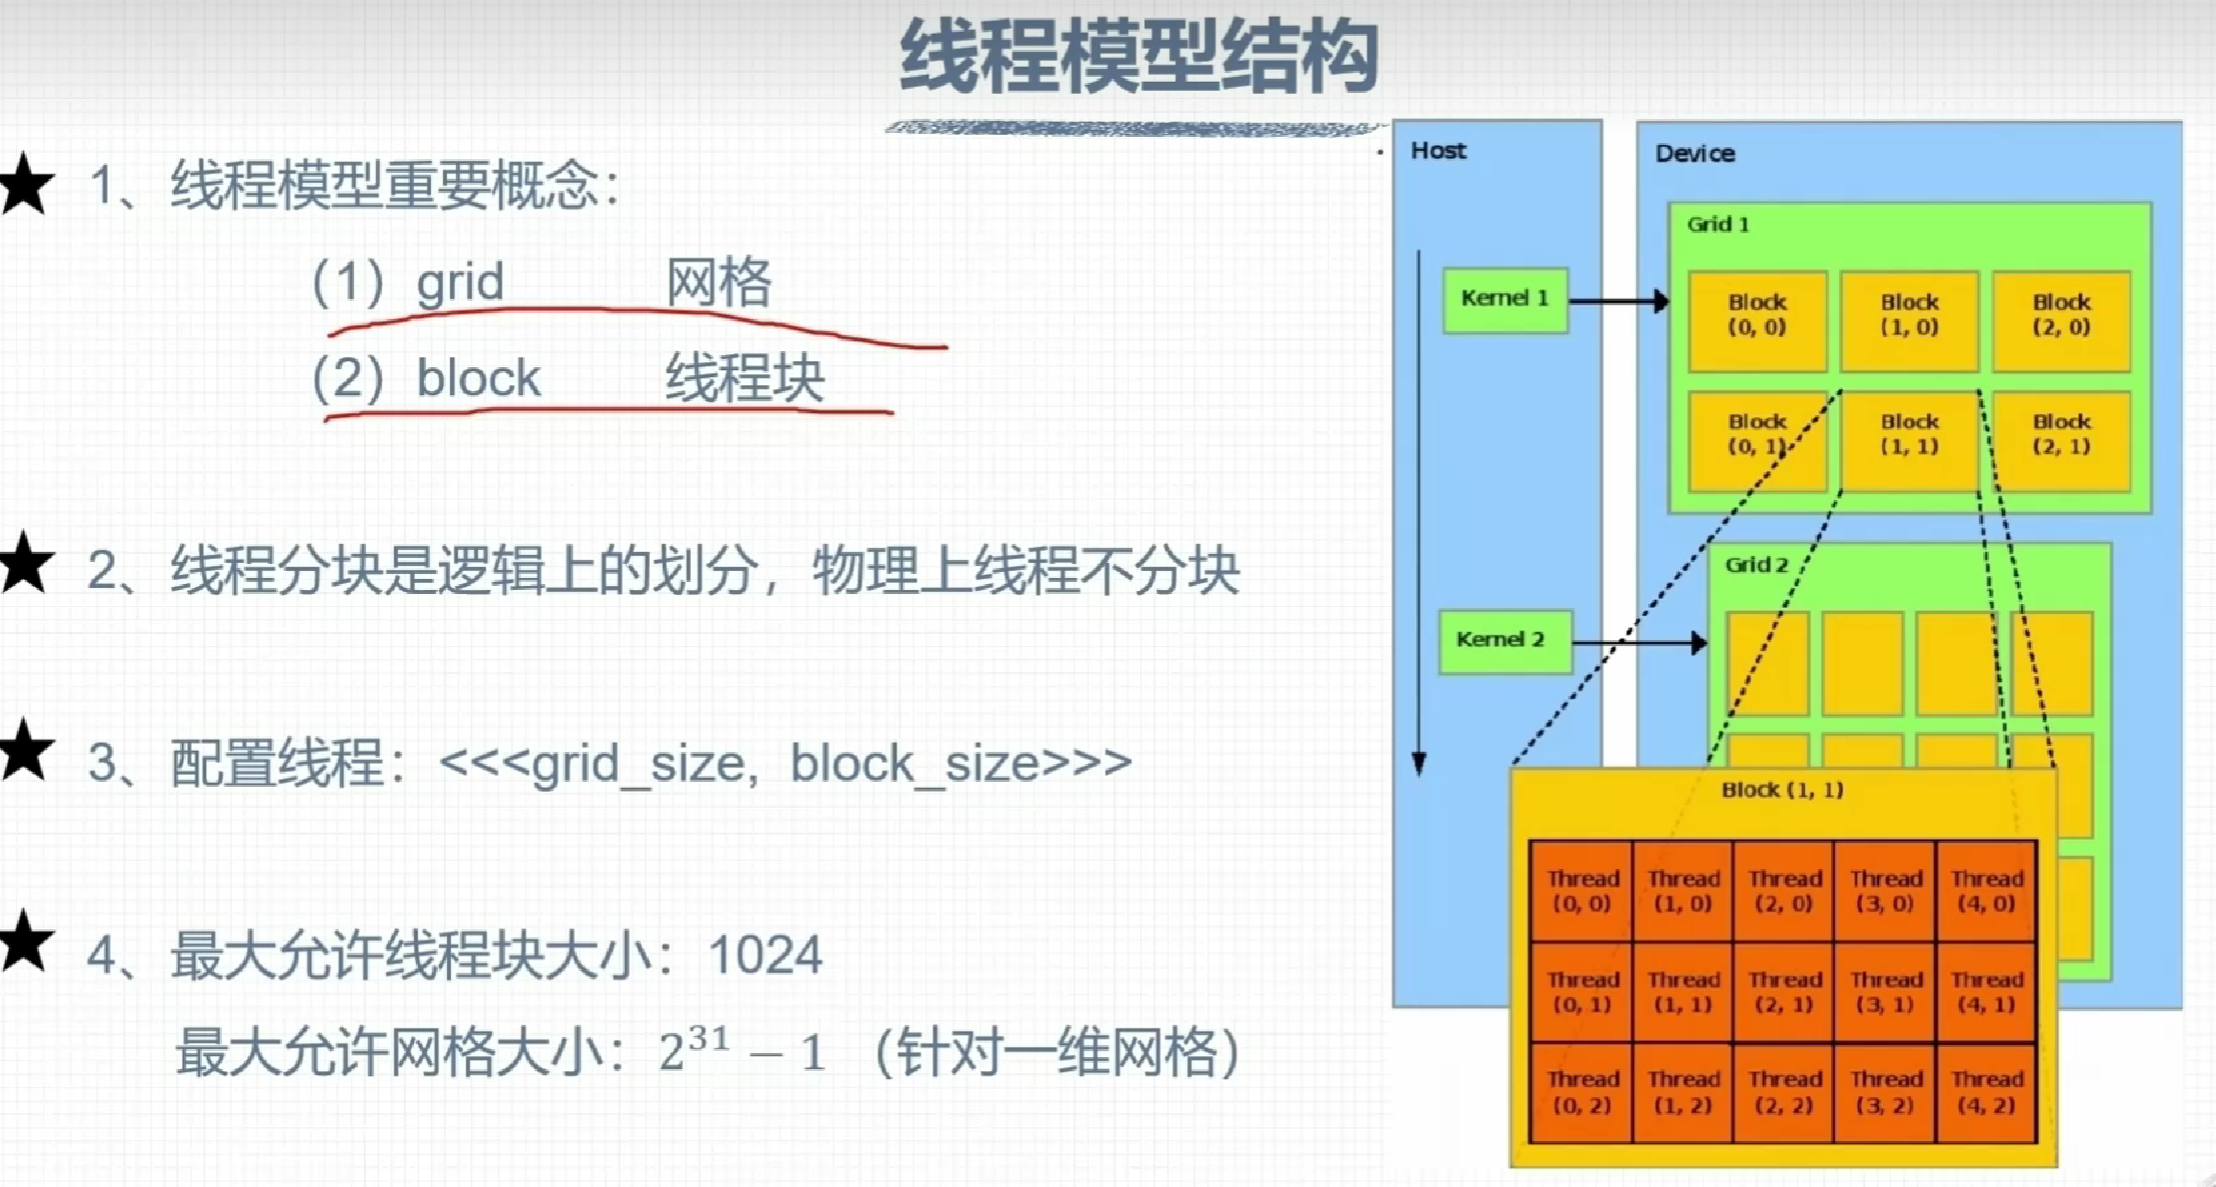 线程模型结构
1、线程模型重要概念：
（1）grid 网格
（2）block 线程块
2、线程分块是逻辑上的划分，物理上线程不分块
3、配置线程：<<<grid_size, block_size>>>
4、最大允许线程块大小：1024
最大允许网格大小：2³¹ − 1 （针对一维网格）
Host
Device
Grid 1
Kernel 1
Block (0, 0)
Block (1, 0)
Block (2, 0)
Block (0, 1)
Block (1, 1)
Block (2, 1)
Grid 2
Kernel 2
Block (1, 1)
Thread (0, 0)
Thread (1, 0)
Thread (2, 0)
Thread (3, 0)
Thread (4, 0)
Thread (0, 1)
Thread (1, 1)
Thread (2, 1)
Thread (3, 1)
Thread (4, 1)
Thread (0, 2)
Thread (1, 2)
Thread (2, 2)
Thread (3, 2)
Thread (4, 2)